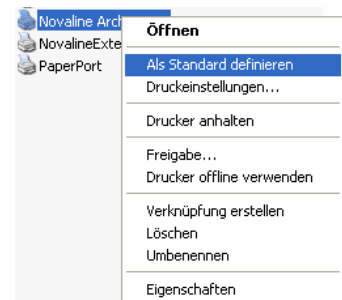 Novaline
Öffnen
NovalineExte
PaperPort
Als Standard definieren
Druckeinstellungen...
Drucker anhalten
Freigabe...
Drucker offline verwenden
Verknüpfung erstellen
Löschen
Umbenennen
Eigenschaften